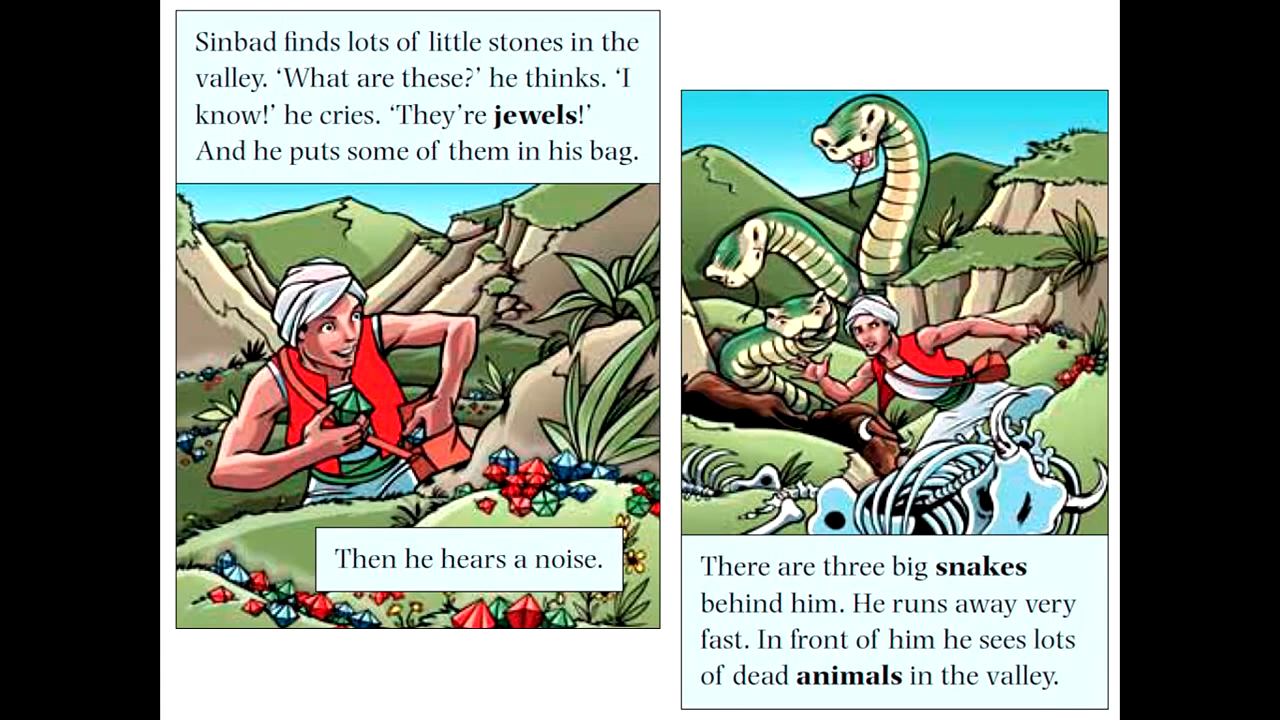 Sinbad finds lots of little stones in the
valley. ‘What are these?’ he thinks. ‘I
know!’ he cries. ‘They’re jewels!’
And he puts some of them in his bag.
Then he hears a noise.
There are three big snakes
behind him. He runs away very
fast. In front of him he sees lots
of dead animals in the valley.